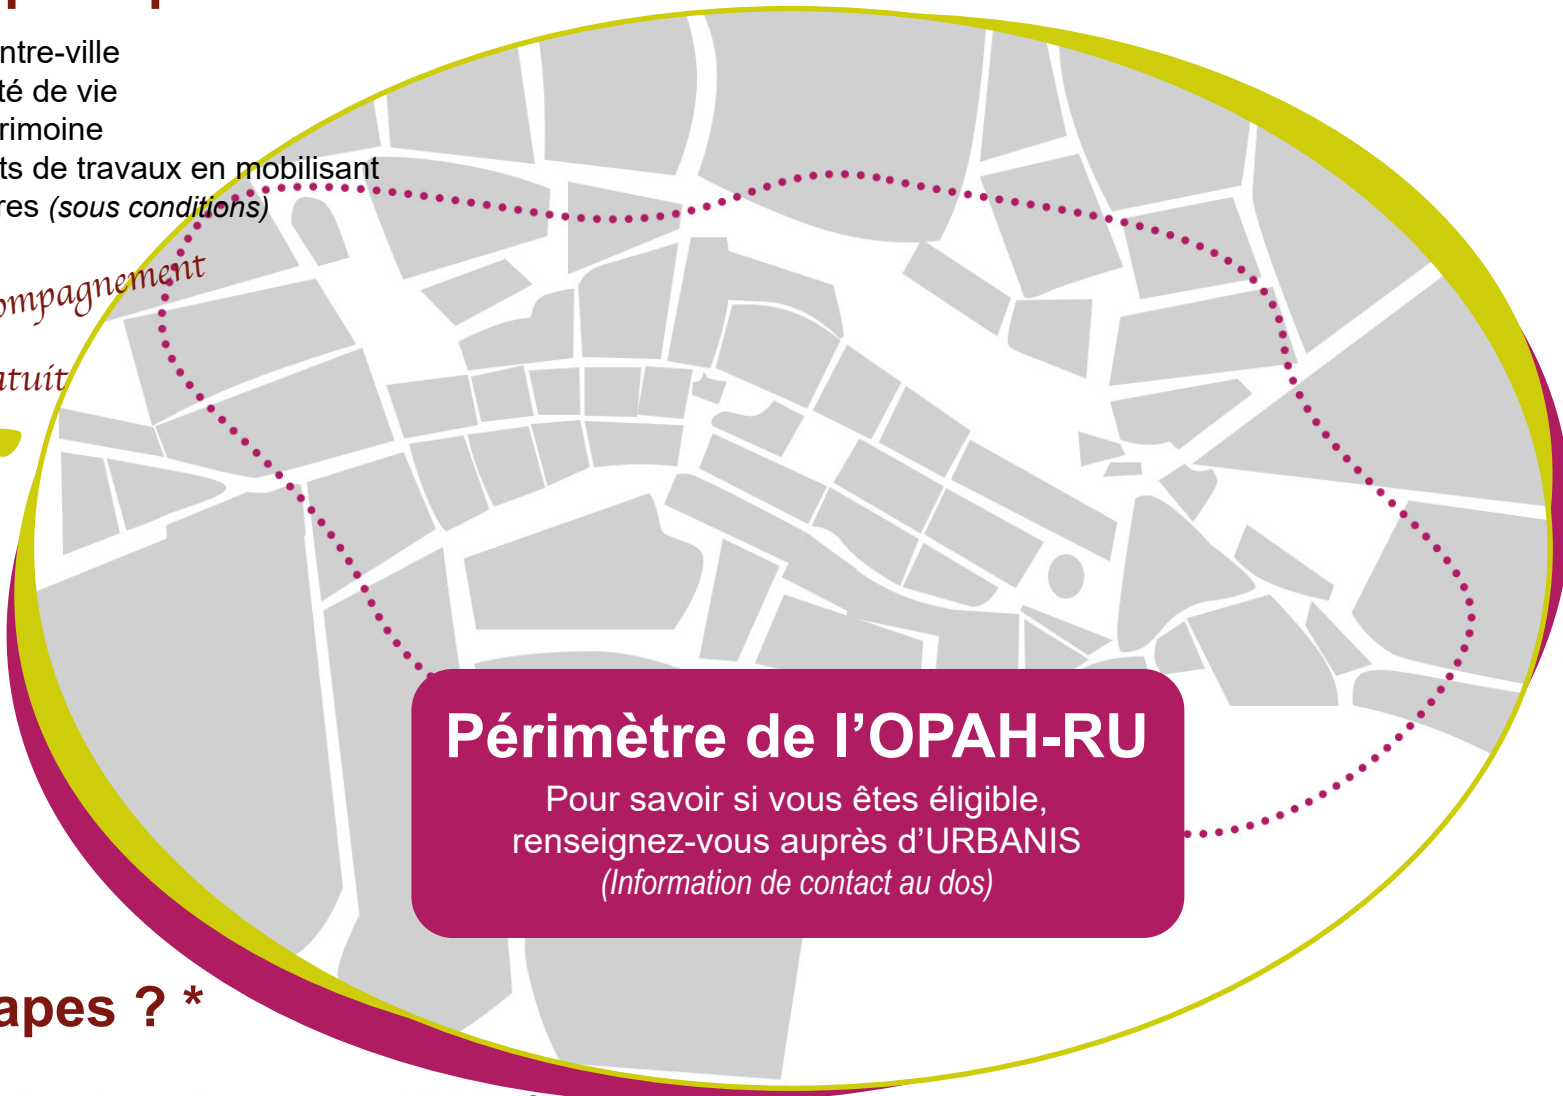 ntre-ville
té de vie
rimoine
ts de travaux en mobilisant
res (sous conditions)
ompagnement
atuit
Périmètre de l’OPAH-RU
Pour savoir si vous êtes éligible,
renseignez-vous auprès d’URBANIS
(Information de contact au dos)
apes ? *